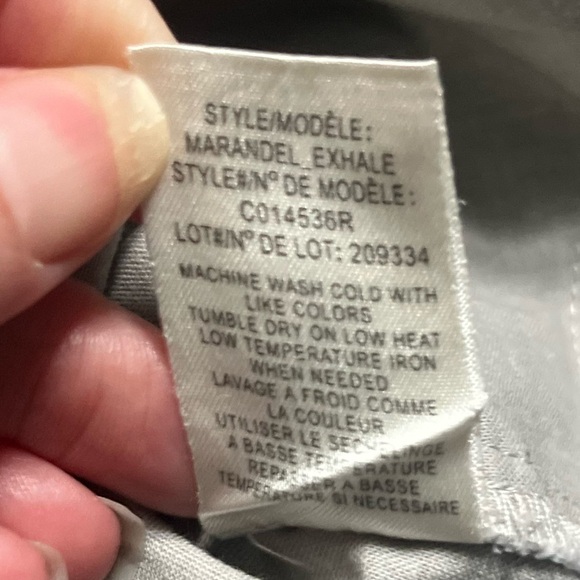 STYLE/MODÈLE:
MARANDEL_EXHALE
STYLE#/Nº DE MODÈLE:
C014536R
LOT#/Nº DE LOT: 209334
MACHINE WASH COLD WITH
LIKE COLORS
TUMBLE DRY ON LOW HEAT
LOW TEMPERATURE IRON
WHEN NEEDED
LAVAGE A FROID COMME
LA COULEUR
UTILISER LE SECHE LINGE
A BASSE TEMPERATURE
REPASSER A BASSE
TEMPERATURE SI NECESSAIRE